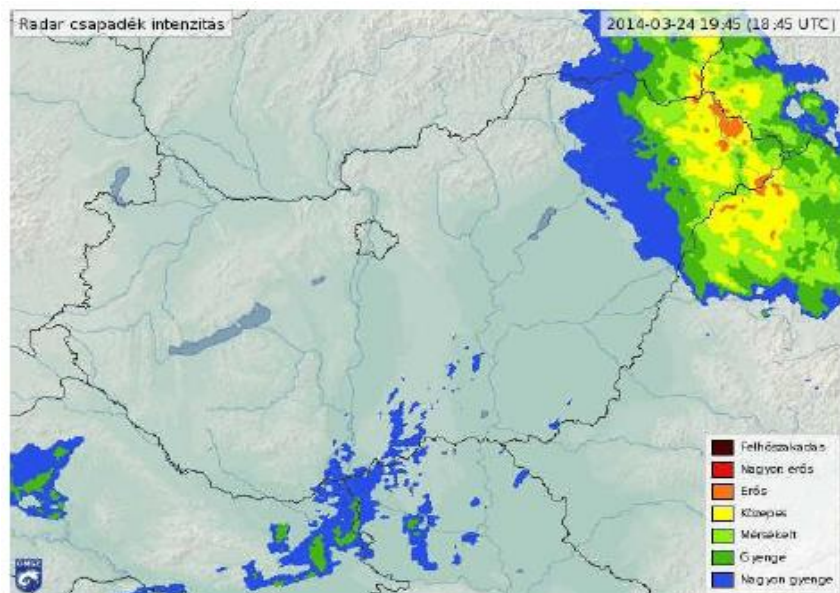 Radar csapadék intenzitás
2014-03-24 19:45 (18:45 UTC)
Felhőszakadás
Nagyon erős
Erős
Közepes
Mérsékelt
Gyenge
Nagyon gyenge